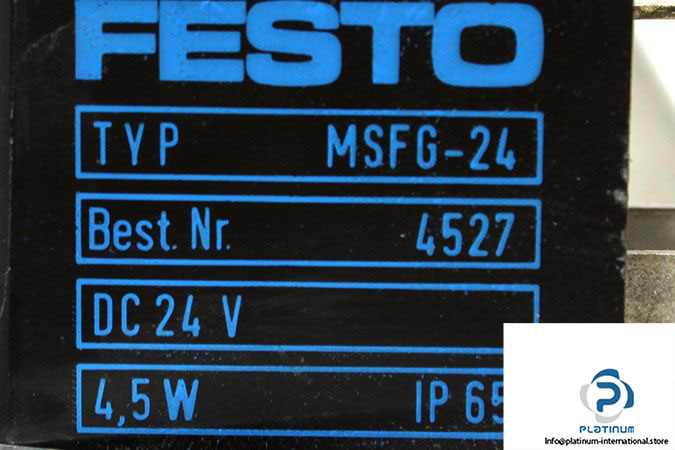 FESTO
TYP MSFG-24
Best. Nr. 4527
DC 24 V
4,5 W IP 65
PLATINUM
Info@platinum-international.store